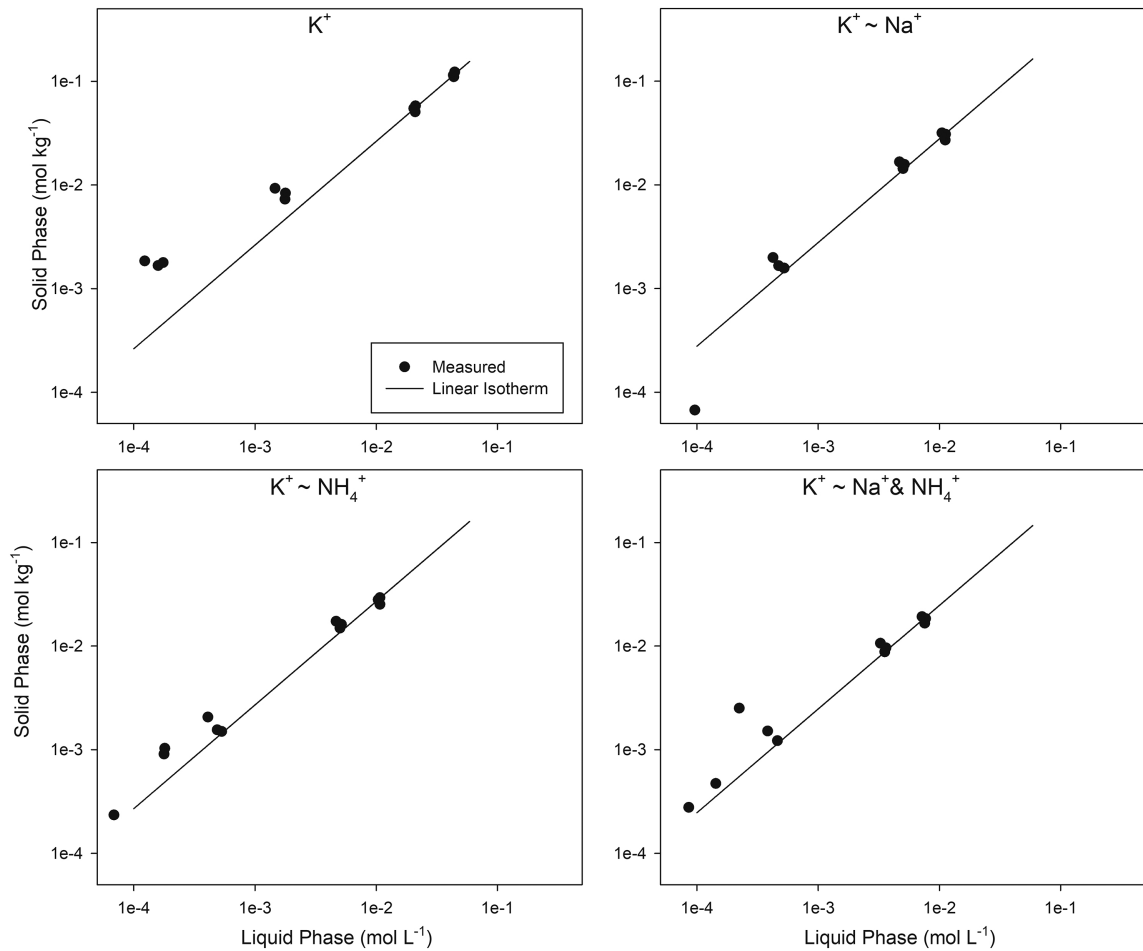 K⁺
K⁺ ~ Na⁺
Solid Phase (mol kg⁻¹)
1e-1
1e-2
1e-3
1e-4
Measured
Linear Isotherm
1e-4 1e-3 1e-2 1e-1
1e-1
1e-2
1e-3
1e-4
1e-4 1e-3 1e-2 1e-1
K⁺ ~ NH₄⁺
K⁺ ~ Na⁺& NH₄⁺
Solid Phase (mol kg⁻¹)
1e-1
1e-2
1e-3
1e-4
1e-4 1e-3 1e-2 1e-1
Liquid Phase (mol L⁻¹)
1e-1
1e-2
1e-3
1e-4
1e-4 1e-3 1e-2 1e-1
Liquid Phase (mol L⁻¹)